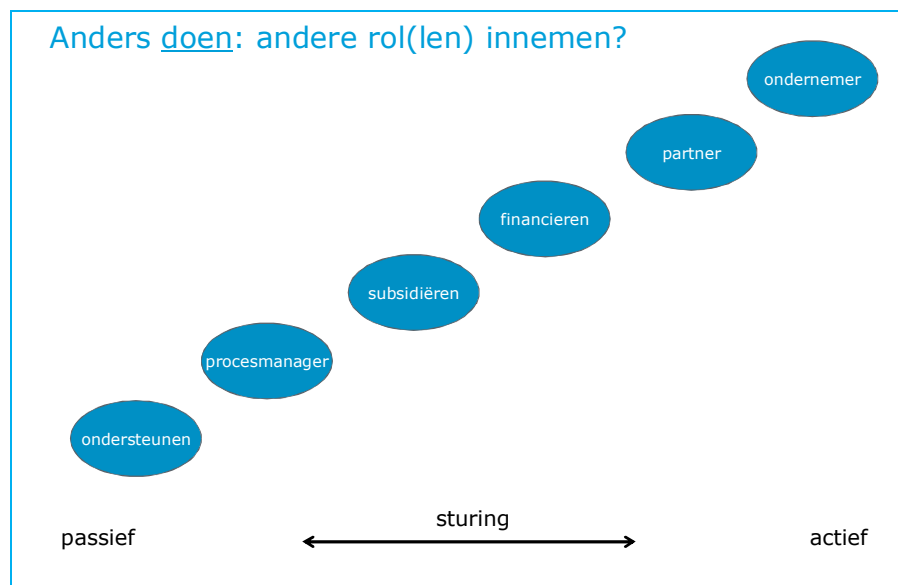 Anders doen: andere rol(len) innemen?
ondernemer
partner
financieren
subsidiëren
procesmanager
ondersteunen
sturing
passief
actief